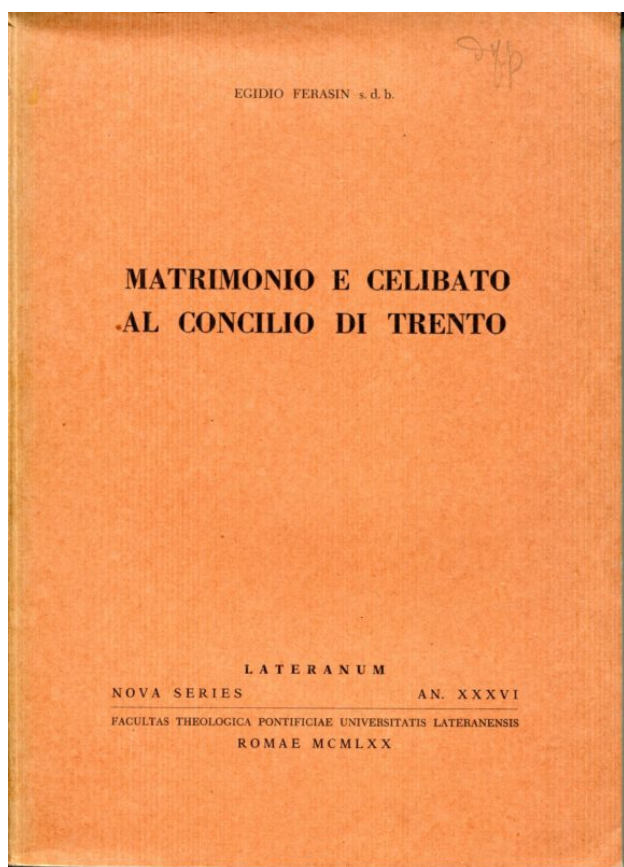 EGIDIO FERASIN s. d. b.
MATRIMONIO E CELIBATO
AL CONCILIO DI TRENTO
LATERANUM
NOVA SERIES AN. XXXVI
FACULTAS THEOLOGICA PONTIFICIAE UNIVERSITATIS LATERANENSIS
ROMAE MCMLXX